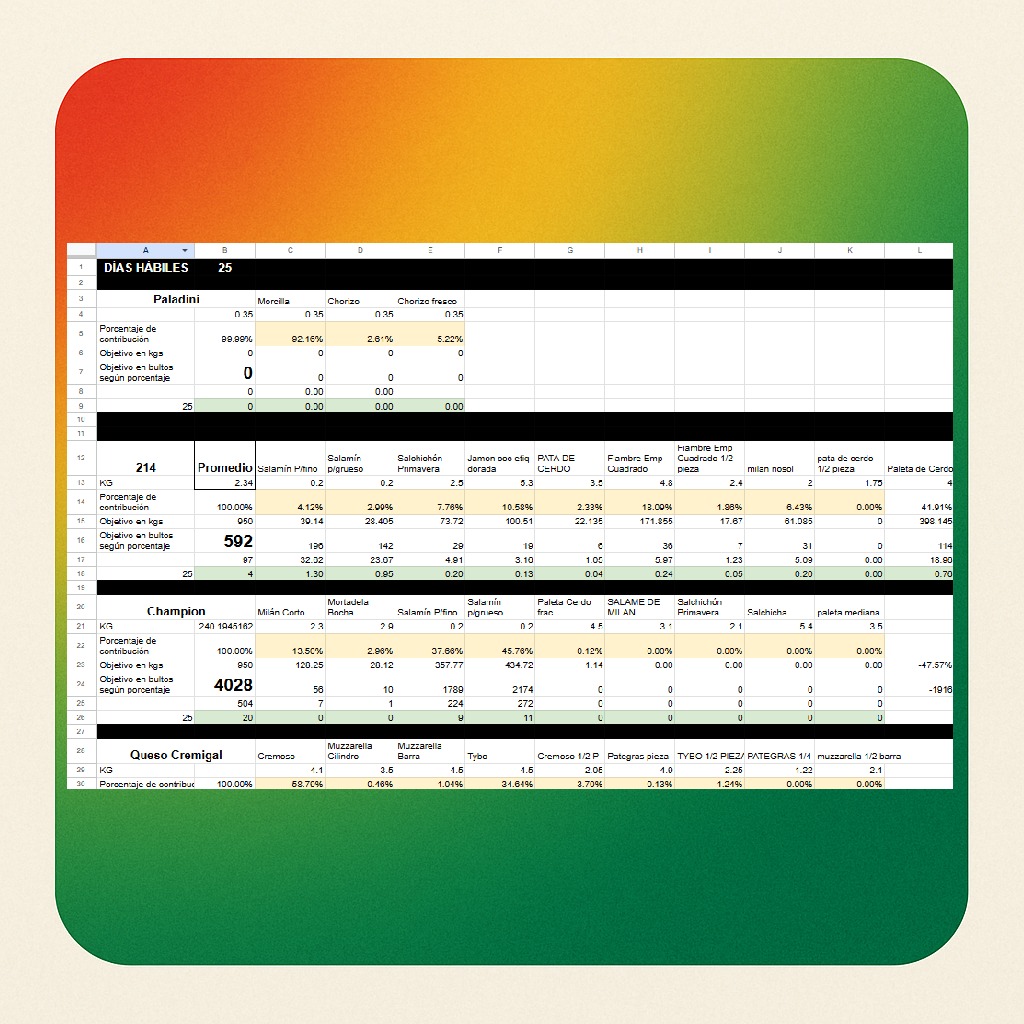 A B C D E F G H I J K L
1 DÍAS HÁBILES 25
2
3 Paladini Morcilla Chorizo Chorizo fresco
4 0.35 0.35 0.35 0.35
5 Porcentaje de contribución 99.99% 92.16% 2.61% 5.22%
6 Objetivo en kgs 0 0 0 0
7 Objetivo en bultos según porcentaje 0 0 0 0
8 0 0.00 0.00
9 25 0 0.00 0.00 0.00
10
11
12 214 Promedio Salamín P/fino Salamín p/grueso Salchichón Primavera Jamon coc etiq dorada PATA DE CERDO Fiambre Emp Cuadrado Fiambre Emp Cuadrado 1/2 pieza milan nosol pata de cerdo 1/2 pieza Paleta de Cerdo
13 KG 2.34 0.2 0.2 2.5 5.3 3.5 4.8 2.4 2 1.75 4
14 Porcentaje de contribución 100.00% 4.12% 2.99% 7.76% 10.58% 2.33% 18.09% 1.86% 6.43% 0.00% 41.91%
15 Objetivo en kgs 950 39.14 28.405 73.72 100.51 22.135 171.855 17.67 61.085 0 398.145
16 Objetivo en bultos según porcentaje 592 196 142 29 19 6 36 7 31 0 114
17 97 32.62 23.67 4.91 3.10 1.05 5.97 1.23 5.09 0.00 18.90
18 25 4 1.30 0.95 0.20 0.13 0.04 0.24 0.05 0.20 0.00 0.76
19
20 Champion Milán Corto Mortadela Bocha Salamín P/fino Salamín p/grueso Paleta Cerdo frac SALAME DE MILAN Salchichón Primavera Salchicha paleta mediana
21 KG 240.1945162 2.3 2.9 0.2 0.2 4.5 3.1 2.1 5.4 3.5
22 Porcentaje de contribución 100.00% 13.50% 2.96% 37.66% 45.76% 0.12% 0.00% 0.00% 0.00% 0.00%
23 Objetivo en kgs 950 128.25 28.12 357.77 434.72 1.14 0.00 0.00 0.00 0.00 -47.57%
24 Objetivo en bultos según porcentaje 4028 56 10 1789 2174 0 0 0 0 0 -1916
25 504 7 1 224 272 0 0 0 0 0
26 25 20 0 0 9 11 0 0 0 0 0
27
28 Queso Cremigal Cremoso Muzzarella Cilindro Muzzarella Barra Tybo Cremoso 1/2 P Pategras pieza TYBO 1/2 PIEZA PATEGRAS 1/4 muzzarella 1/2 barra
29 KG 4.1 3.5 4.5 4.5 2.05 4.0 2.25 1.22 2.1
30 Porcentaje de contribuc 100.00% 58.70% 0.46% 1.04% 34.64% 3.70% 0.13% 1.24% 0.00% 0.00%